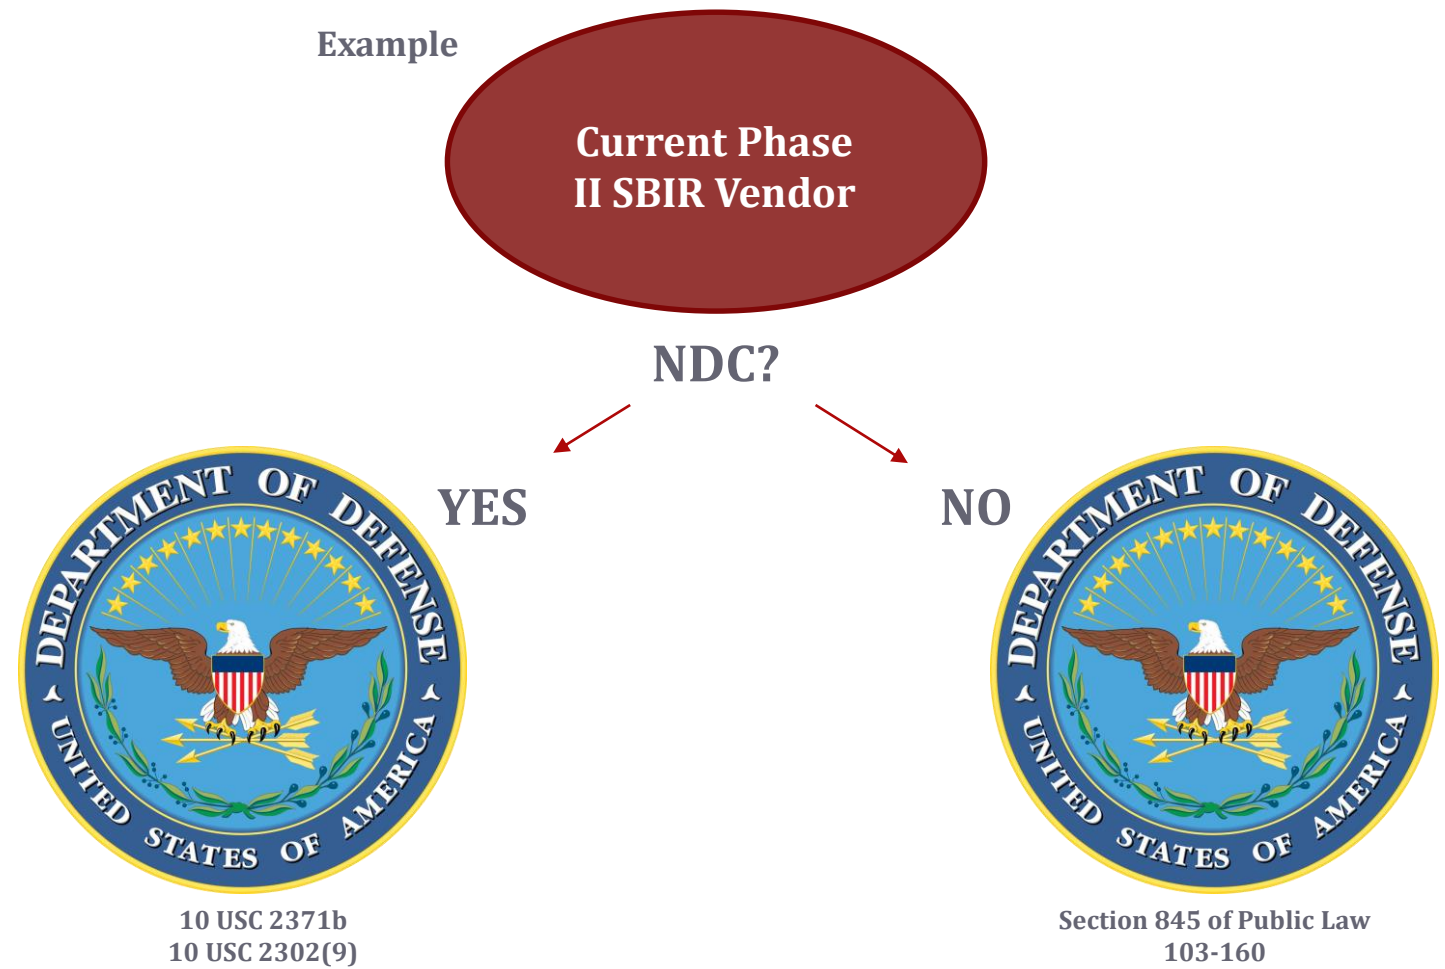 Example
Current Phase
II SBIR Vendor
NDC?
YES
NO
DEPARTMENT OF DEFENSE
UNITED STATES OF AMERICA
DEPARTMENT OF DEFENSE
UNITED STATES OF AMERICA
10 USC 2371b
10 USC 2302(9)
Section 845 of Public Law
103-160